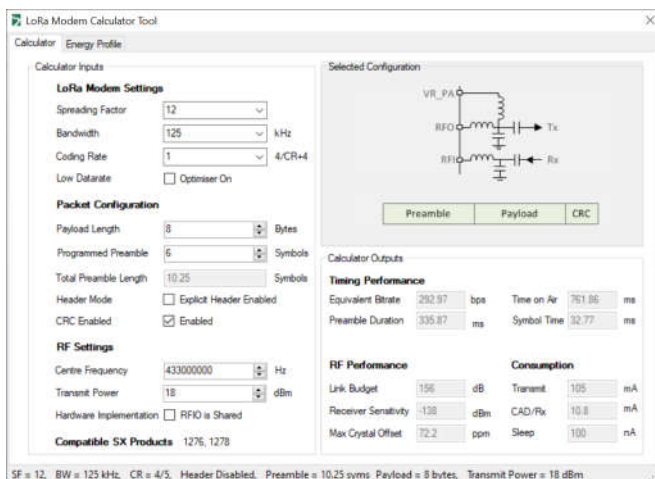 LoRa Modem Calculator Tool
Calculator Energy Profile
Calculator Inputs
LoRa Modem Settings
Spreading Factor 12
Bandwidth 125 kHz
Coding Rate 1 4/CR+4
Low Datarate Optimiser On
Packet Configuration
Payload Length 8 Bytes
Programmed Preamble 6 Symbols
Total Preamble Length 10.25 Symbols
Header Mode Explicit Header Enabled
CRC Enabled Enabled
RF Settings
Centre Frequency 433000000 Hz
Transmit Power 18 dBm
Hardware Implementation RFIO is Shared
Compatible SX Products 1276, 1278
Selected Configuration
VR_PA
RFO Tx
RFI Rx
Preamble Payload CRC
Calculator Outputs
Timing Performance
Equivalent Bitrate 292.97 bps Time on Air 761.86 ms
Preamble Duration 335.87 ms Symbol Time 32.77 ms
RF Performance Consumption
Link Budget 156 dB Transmit 105 mA
Receiver Sensitivity -138 dBm CAD/Rx 10.8 mA
Max Crystal Offset 72.2 ppm Sleep 100 nA
SF = 12, BW = 125 kHz, CR = 4/5, Header Disabled, Preamble = 10.25 syms Payload = 8 bytes, Transmit Power = 18 dBm